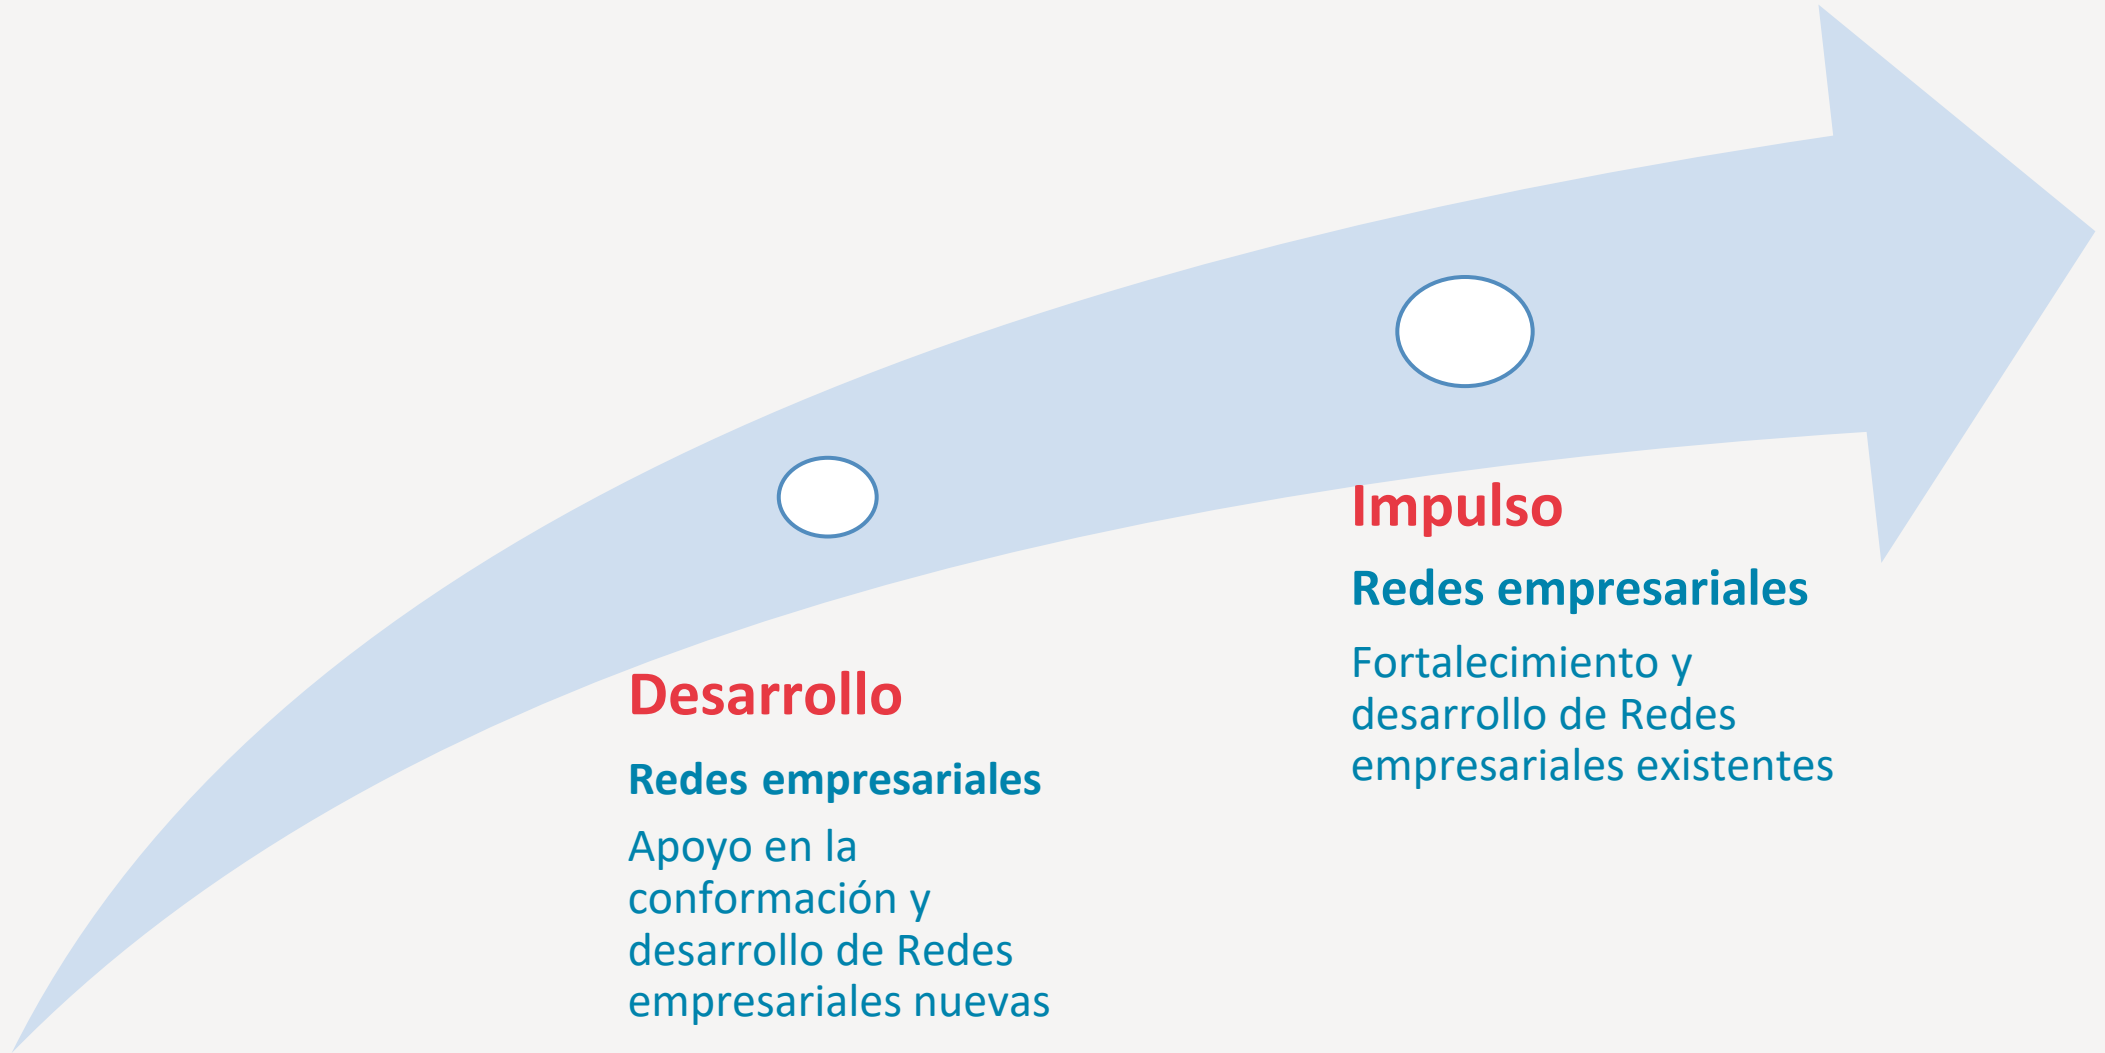 Desarrollo
Redes empresariales
Apoyo en la
conformación y
desarrollo de Redes
empresariales nuevas
Impulso
Redes empresariales
Fortalecimiento y
desarrollo de Redes
empresariales existentes